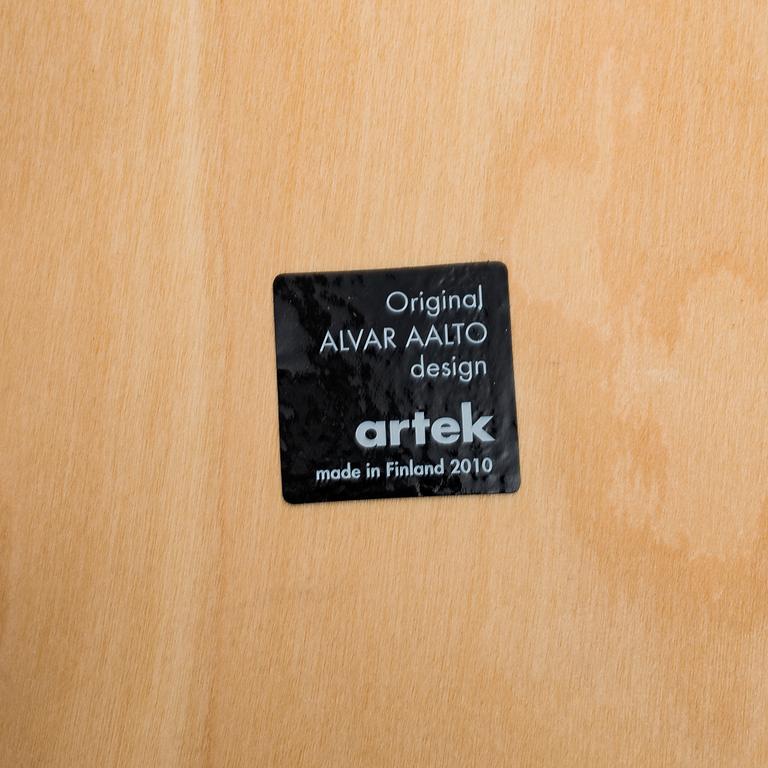 Original
ALVAR AALTO
design
artek
made in Finland 2010